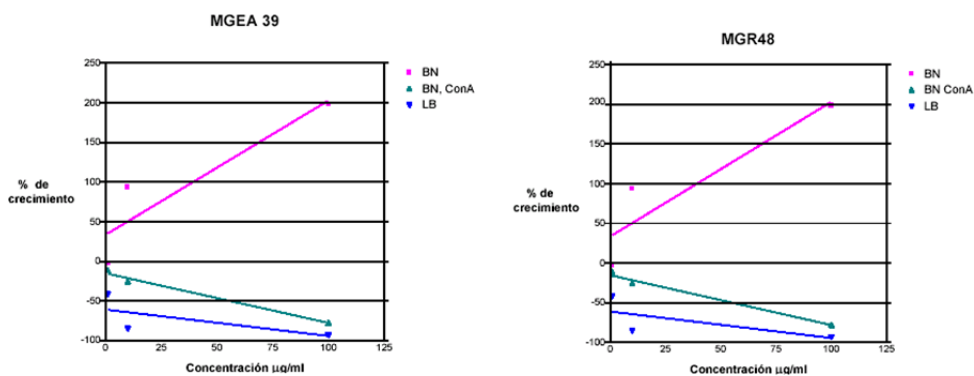 MGEA 39
250
200
150
100
50
0
-50
-100
0
25
50
75
100
125
% de
crecimiento
Concentración µg/ml
BN
BN, ConA
LB
MGR48
250
200
150
100
50
0
-50
-100
0
25
50
75
100
125
% de
crecimiento
Concentración µg/ml
BN
BN ConA
LB